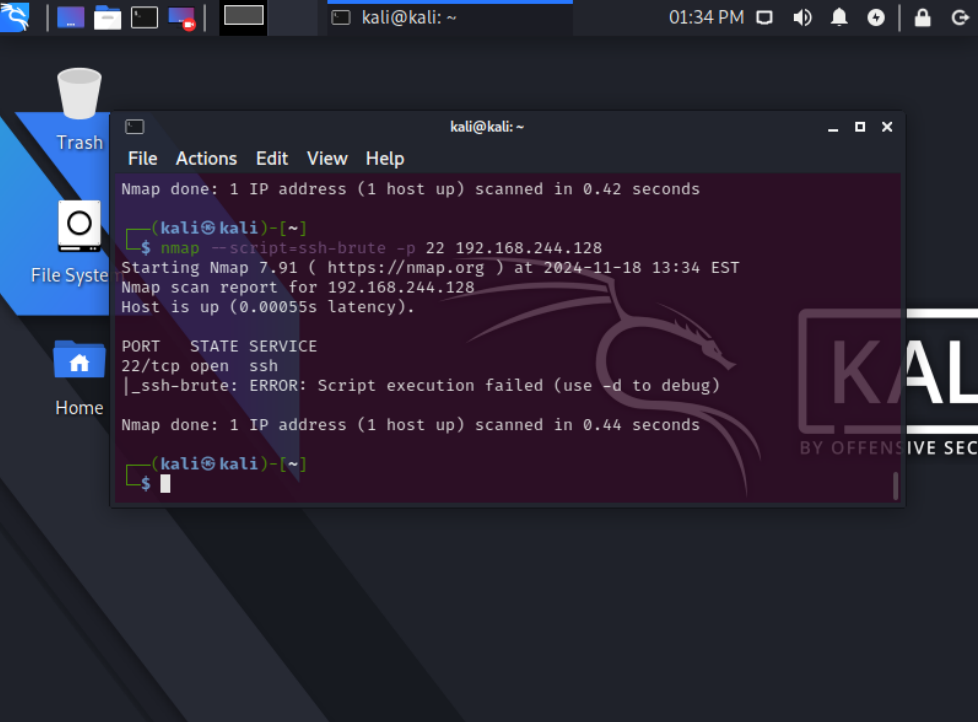 kali@kali: ~
01:34 PM
Trash
File Syste
Home
kali@kali: ~
File Actions Edit View Help
Nmap done: 1 IP address (1 host up) scanned in 0.42 seconds
(kali㉿kali)-[~]
$ nmap --script=ssh-brute -p 22 192.168.244.128
Starting Nmap 7.91 ( https://nmap.org ) at 2024-11-18 13:34 EST
Nmap scan report for 192.168.244.128
Host is up (0.00055s latency).
PORT   STATE SERVICE
22/tcp open  ssh
|_ssh-brute: ERROR: Script execution failed (use -d to debug)
Nmap done: 1 IP address (1 host up) scanned in 0.44 seconds
(kali㉿kali)-[~]
$
KAL
BY OFFENSIVE SEC